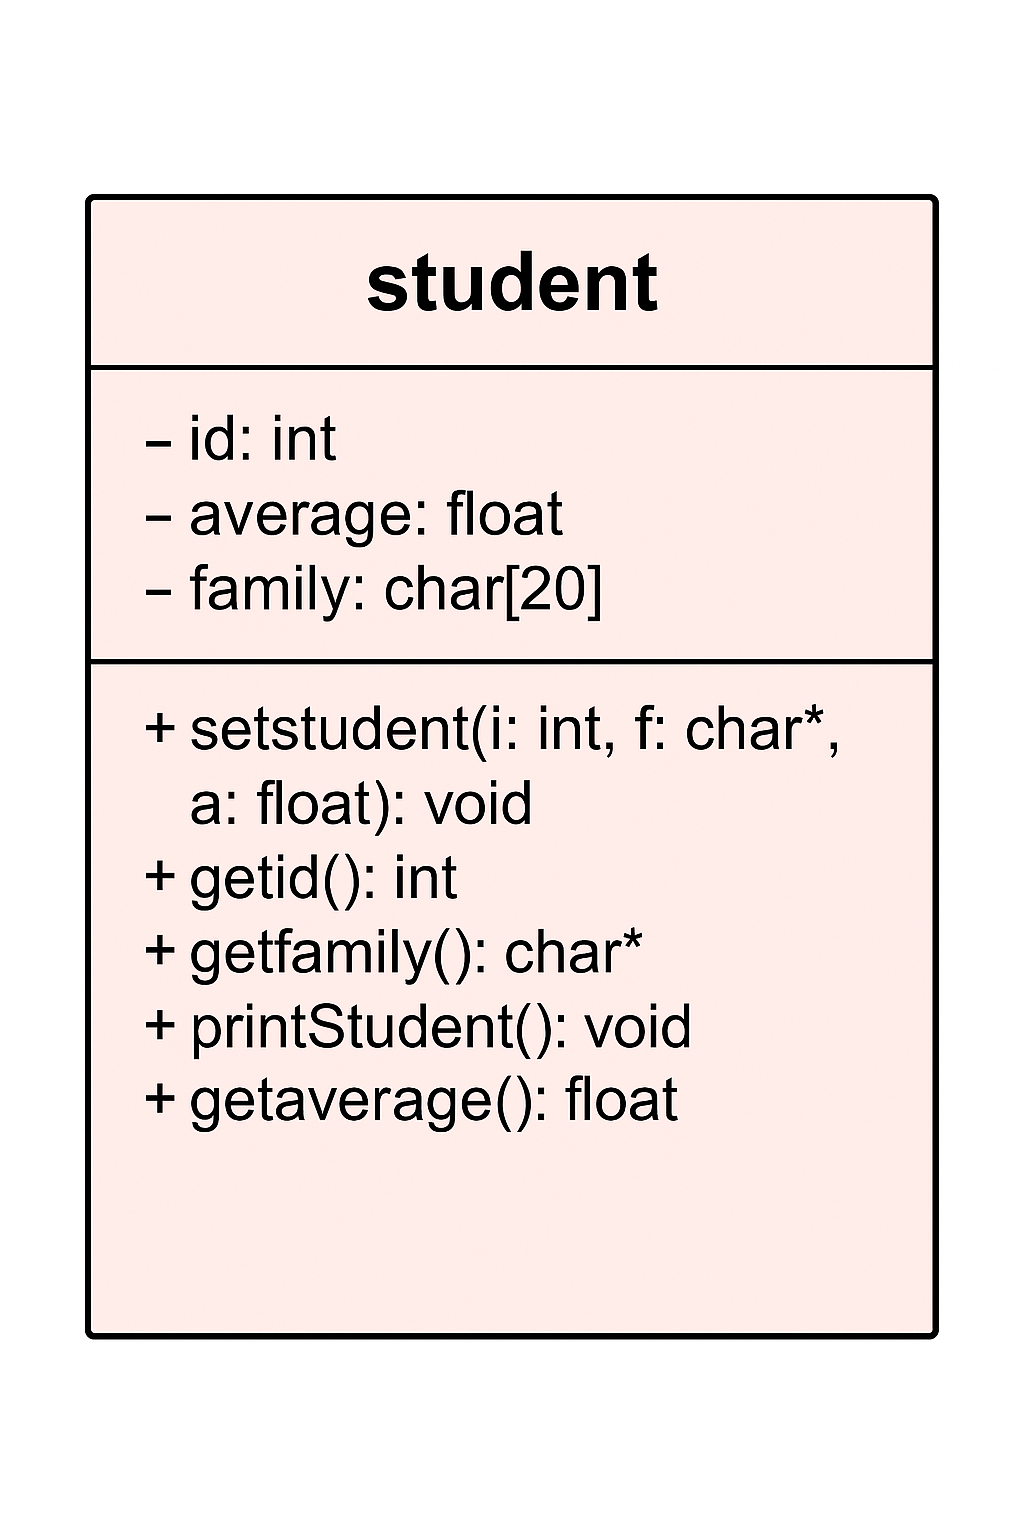 student
– id: int
– average: float
– family: char[20]
+ setstudent(i: int, f: char*,
a: float): void
+ getid(): int
+ getfamily(): char*
+ printStudent(): void
+ getaverage(): float